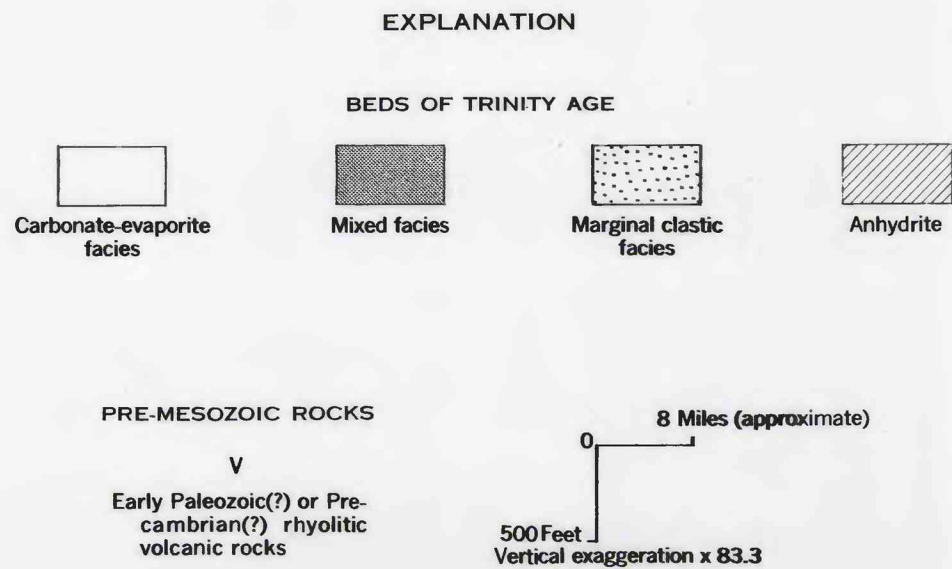 EXPLANATION
BEDS OF TRINITY AGE
Carbonate-evaporite
facies
Mixed facies
Marginal clastic
facies
Anhydrite
PRE-MESOZOIC ROCKS
V
Early Paleozoic(?) or Pre-
cambrian(?) rhyolitic
volcanic rocks
8 Miles (approximate)
0
500 Feet
Vertical exaggeration x 83.3